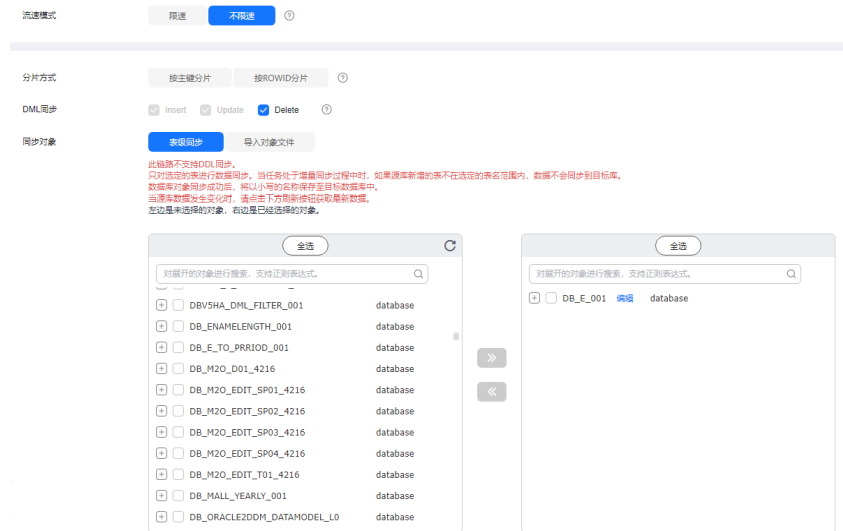 流速模式 限速 不限速
分片方式 按主键分片 按ROWID分片
DML同步 Insert Update Delete
同步对象 表级同步 导入对象文件
此链路不支持DDL同步。
只对选定的表进行数据同步。当任务处于增量同步过程中时，如果源库新增的表不在选定的表名范围内，数据不会同步到目标库。
数据库对象同步成功后，将以小写的名称保存至目标数据库中。
当源库数据发生变化时，请点击下方刷新按钮获取最新数据。
左边是未选择的对象，右边是已经选择的对象。
全选
对展开的对象进行搜索，支持正则表达式。
DBV5HA_DML_FILTER_001 database
DB_ENAMELENGTH_001 database
DB_E_TO_PRRIOD_001 database
DB_M2O_D01_4216 database
DB_M2O_EDIT_SP01_4216 database
DB_M2O_EDIT_SP02_4216 database
DB_M2O_EDIT_SP03_4216 database
DB_M2O_EDIT_SP04_4216 database
DB_M2O_EDIT_T01_4216 database
DB_MALL_YEARLY_001 database
DB_ORACLE2DDM_DATAMODEL_L0 database
全选
对展开的对象进行搜索，支持正则表达式。
DB_E_001 编辑 database